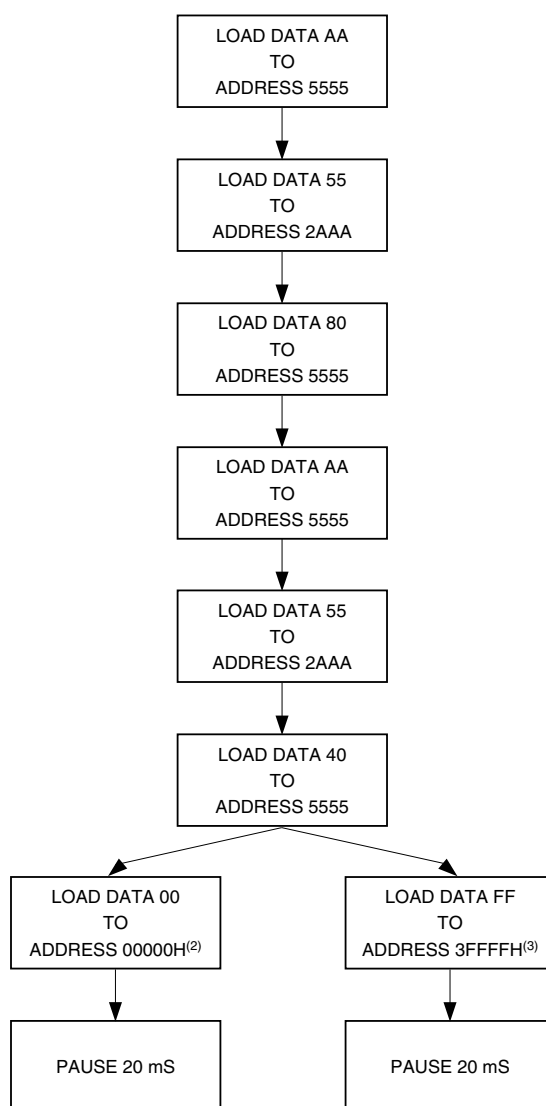 LOAD DATA AA
TO
ADDRESS 5555
LOAD DATA 55
TO
ADDRESS 2AAA
LOAD DATA 80
TO
ADDRESS 5555
LOAD DATA AA
TO
ADDRESS 5555
LOAD DATA 55
TO
ADDRESS 2AAA
LOAD DATA 40
TO
ADDRESS 5555
LOAD DATA 00
TO
ADDRESS 00000H(2)
LOAD DATA FF
TO
ADDRESS 3FFFFH(3)
PAUSE 20 mS
PAUSE 20 mS